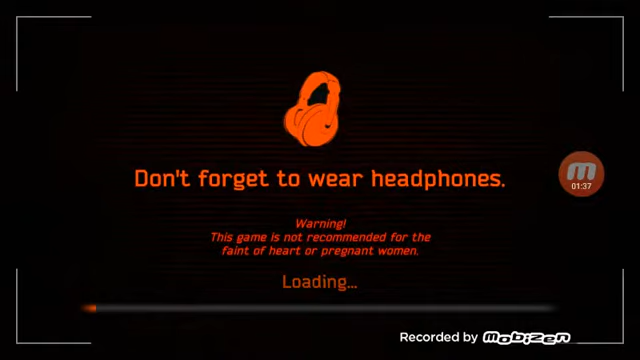 Don't forget to wear headphones.
01:37
Warning!
This game is not recommended for the
faint of heart or pregnant women.
Loading...
Recorded by Mobizen